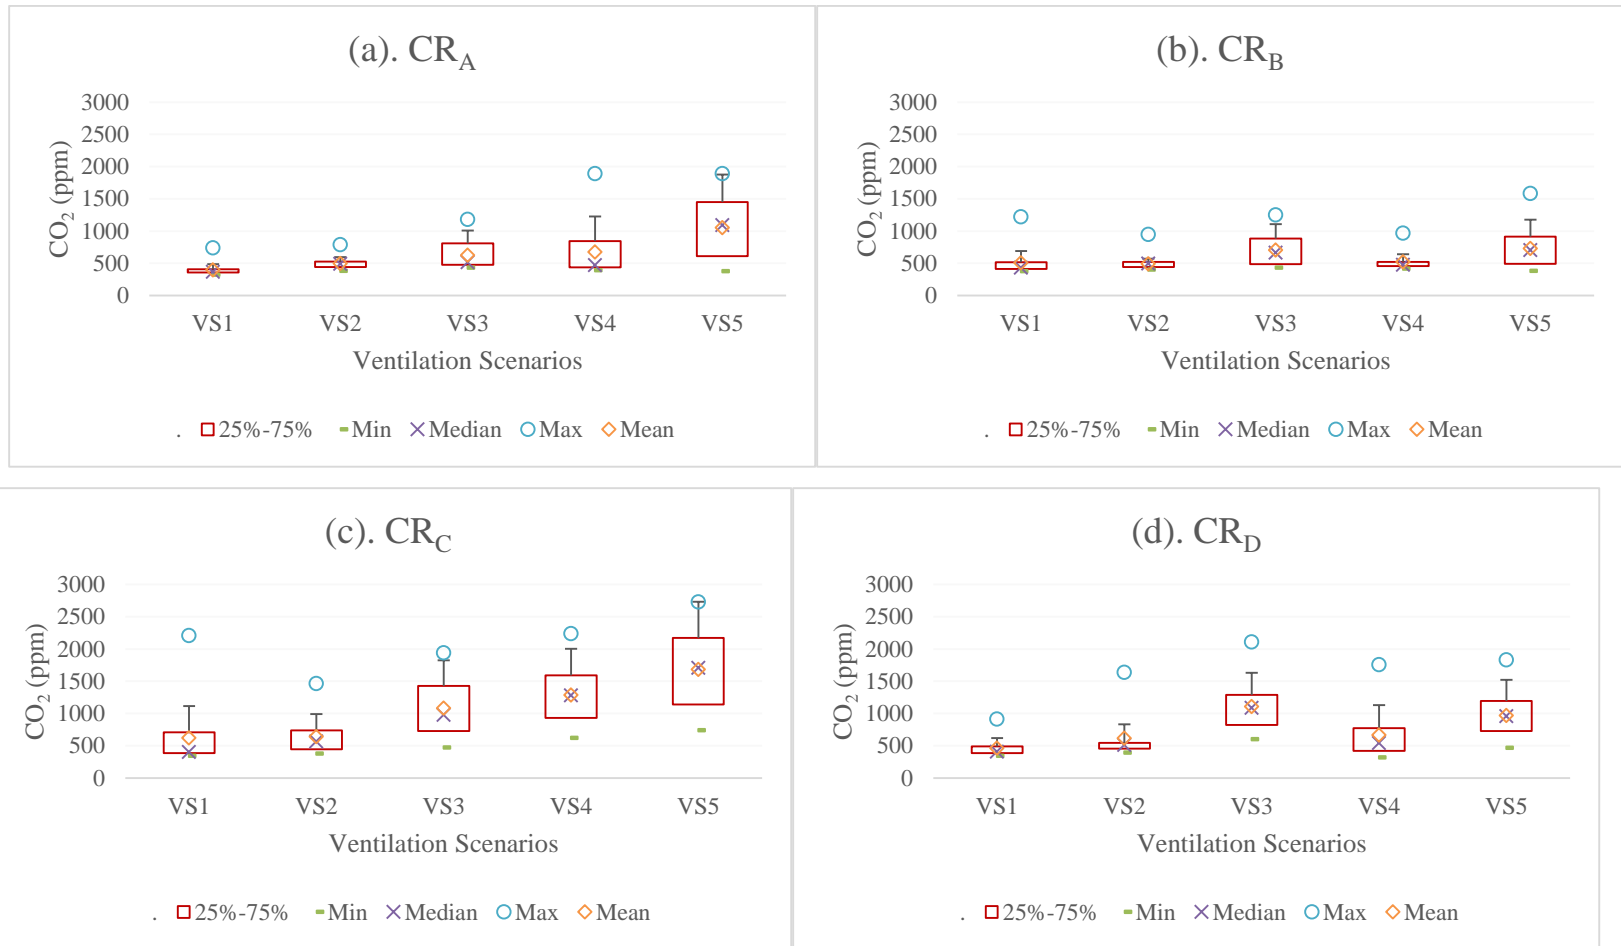 (a). CR_A
3000
2500
2000
1500
1000
500
0
CO₂ (ppm)
VS1 VS2 VS3 VS4 VS5
Ventilation Scenarios
. 25%-75% Min Median Max Mean
(b). CR_B
3000
2500
2000
1500
1000
500
0
CO₂ (ppm)
VS1 VS2 VS3 VS4 VS5
Ventilation Scenarios
. 25%-75% Min Median Max Mean
(c). CR_C
3000
2500
2000
1500
1000
500
0
CO₂ (ppm)
VS1 VS2 VS3 VS4 VS5
Ventilation Scenarios
. 25%-75% Min Median Max Mean
(d). CR_D
3000
2500
2000
1500
1000
500
0
CO₂ (ppm)
VS1 VS2 VS3 VS4 VS5
Ventilation Scenarios
. 25%-75% Min Median Max Mean